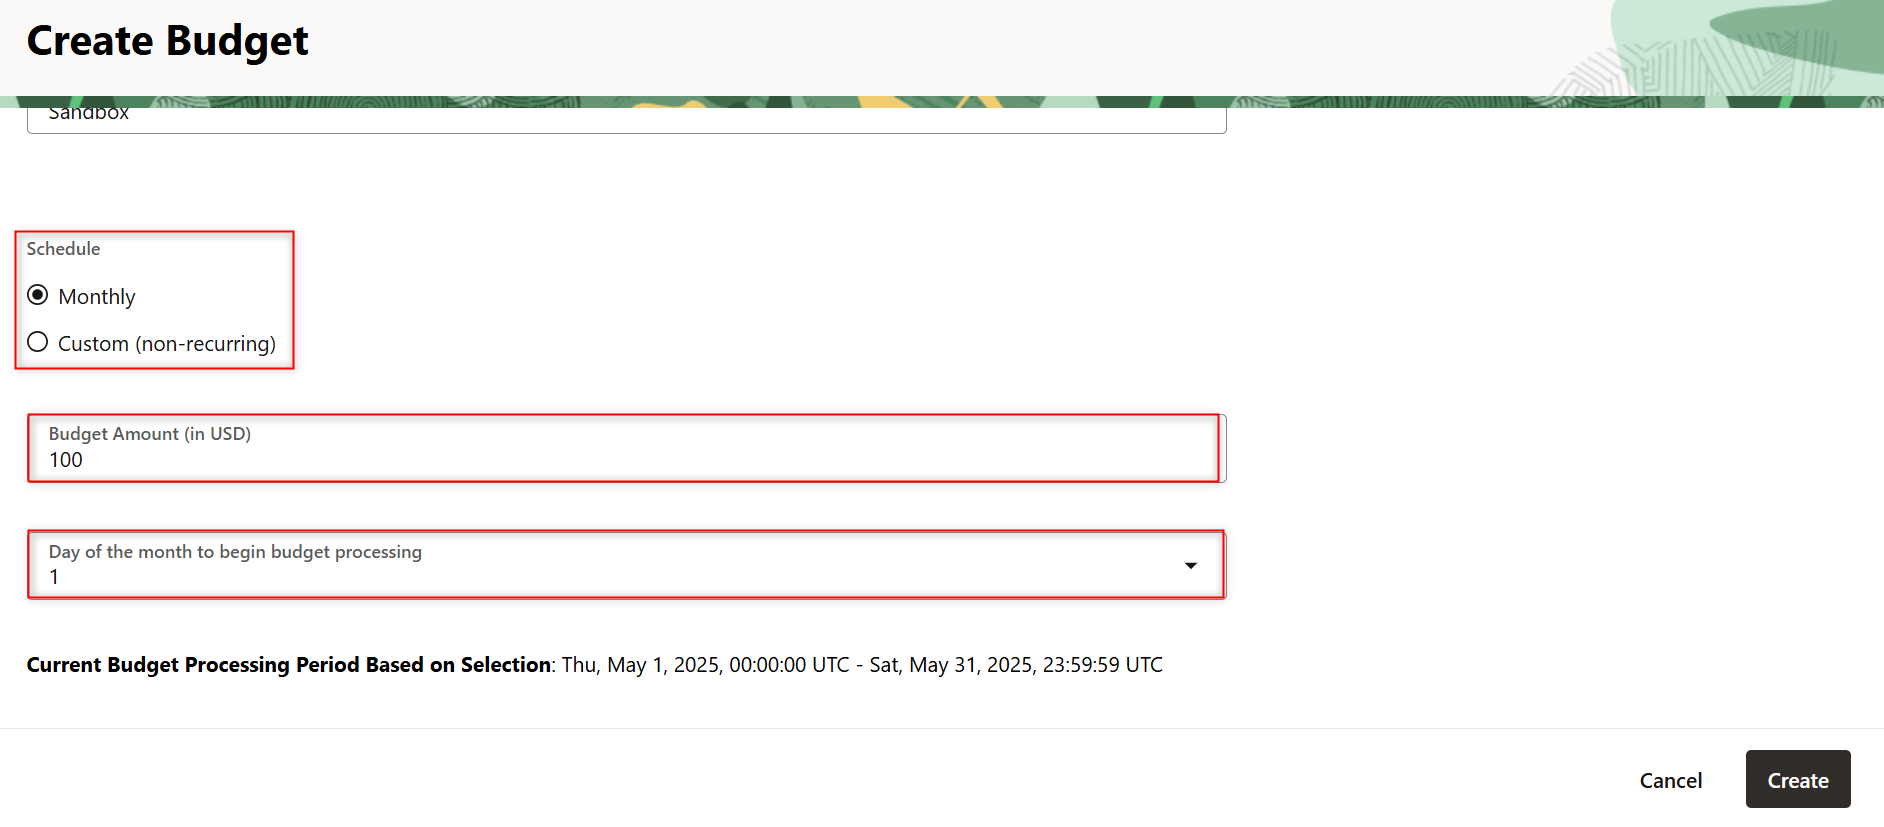 Create Budget
Sandbox
Schedule
Monthly
Custom (non-recurring)
Budget Amount (in USD)
100
Day of the month to begin budget processing
1
Current Budget Processing Period Based on Selection: Thu, May 1, 2025, 00:00:00 UTC - Sat, May 31, 2025, 23:59:59 UTC
Cancel
Create